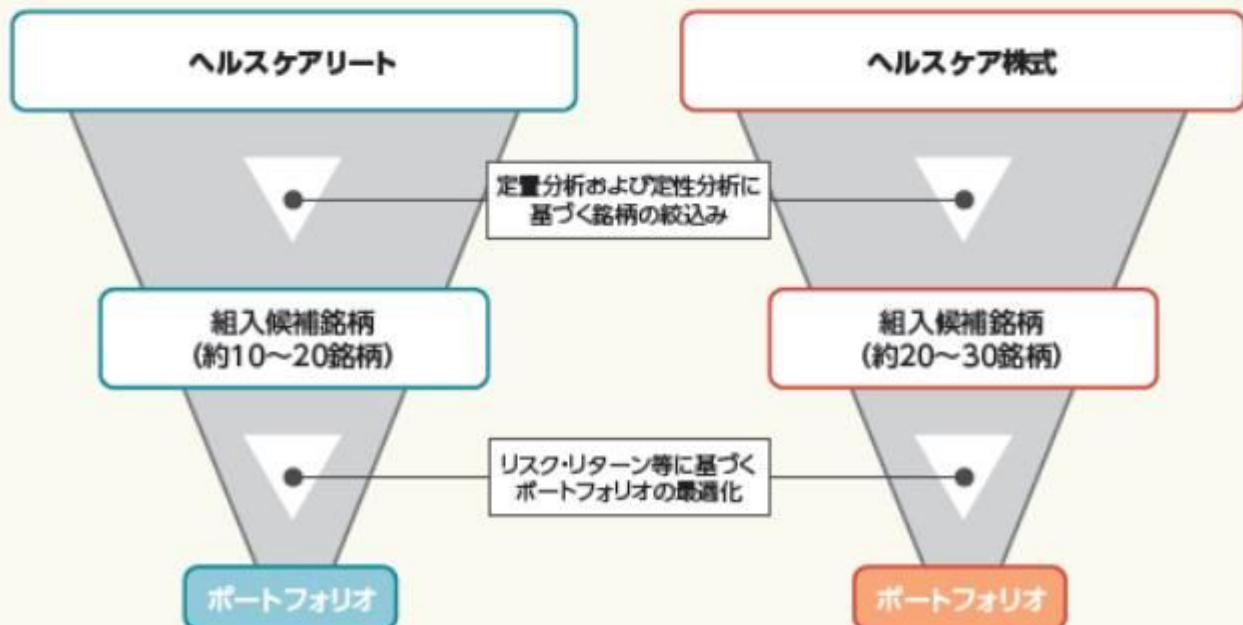 ヘルスケアリート
ヘルスケア株式
定量分析および定性分析に
基づく銘柄の絞込み
組入候補銘柄
(約10〜20銘柄)
組入候補銘柄
(約20〜30銘柄)
リスク・リターン等に基づく
ポートフォリオの最適化
ポートフォリオ
ポートフォリオ